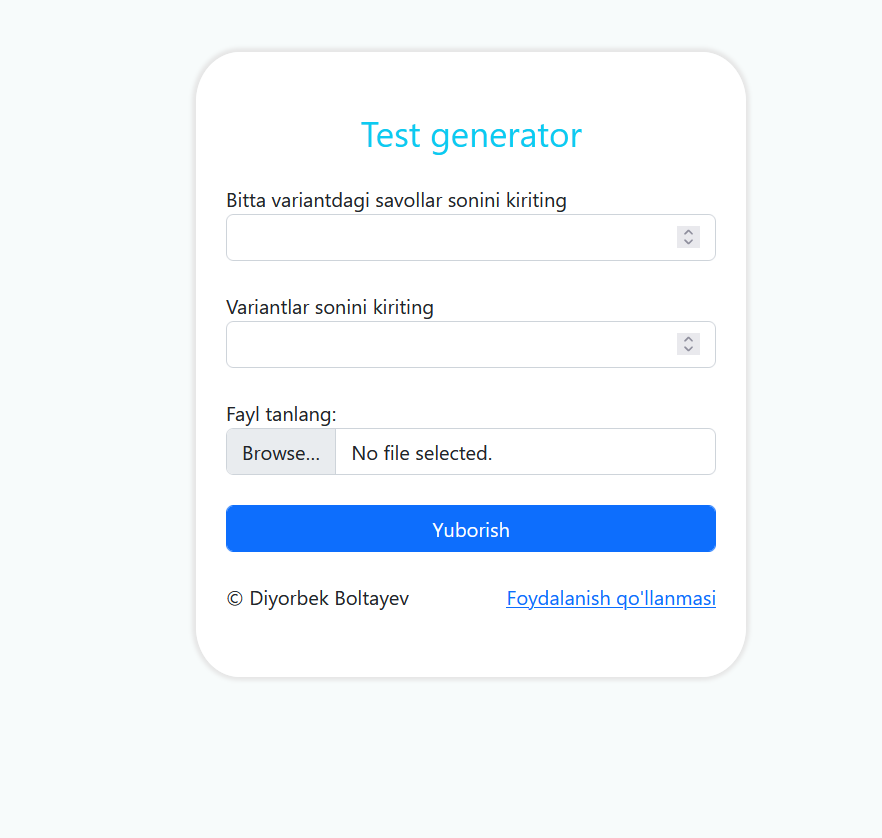 Test generator
Bitta variantdagi savollar sonini kiriting
Variantlar sonini kiriting
Fayl tanlang:
Browse... No file selected.
Yuborish
© Diyorbek Boltayev Foydalanish qo'llanmasi